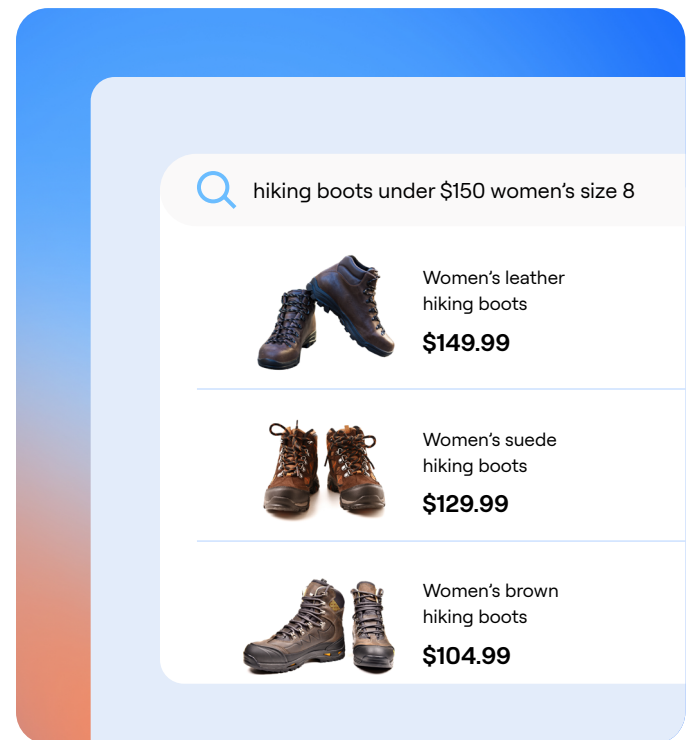 hiking boots under $150 women’s size 8
Women’s leather
hiking boots
$149.99
Women’s suede
hiking boots
$129.99
Women’s brown
hiking boots
$104.99